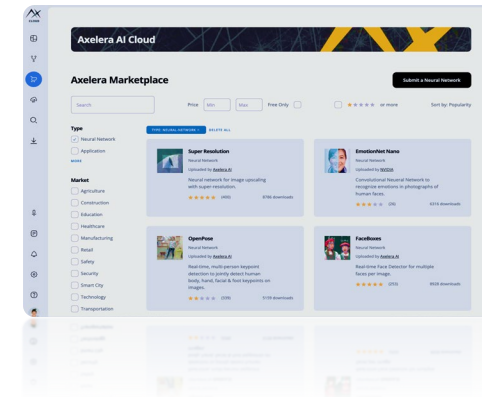 CLOUD
Axelera AI Cloud
Axelera Marketplace
Submit a Neural Network
Search
Price
Min
Max
Free Only
or more
Sort by: Popularity
Type
Neural Network
Application
MORE
Market
Agriculture
Construction
Education
Healthcare
Manufacturing
Retail
Safety
Security
Smart City
Technology
Transportation
TYPE: NEURAL NETWORK ×
DELETE ALL
Super Resolution
Neural Network
Uploaded by Axelera AI
Neural network for image upscaling
with super resolution.
8786 downloads
EmotionNet Nano
Neural Network
Uploaded by NVIDIA
recognize emotions in photographs of
human faces.
OpenPose
Neural Network
Uploaded by Axelera AI
Real-time, multi-person keypoint
detection to jointly detect human
body, hand, facial & foot keypoints on
images.
FaceBoxes
Neural Network
Uploaded by Axelera AI
Real-time Face Detector for multiple
faces per image.
(253)